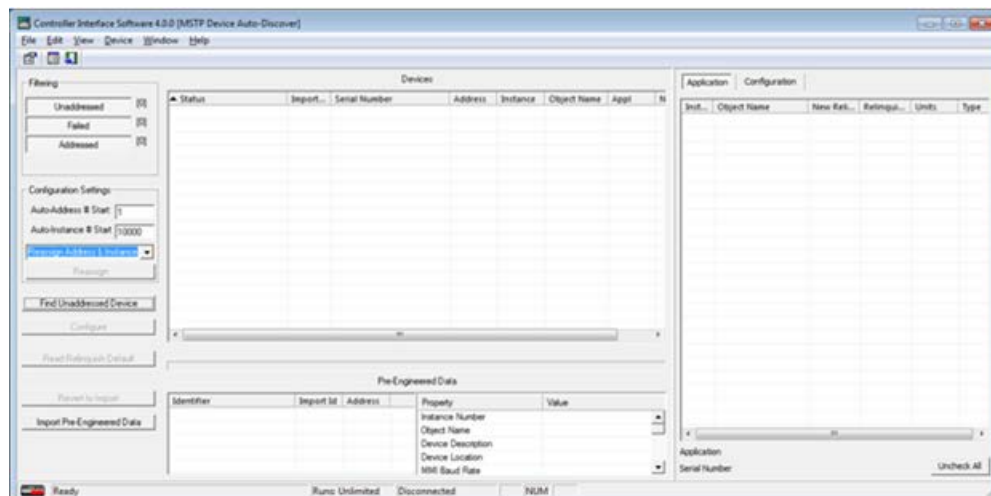 Controller Interface Software 4.0.0 [MSTP Device Auto-Discover]
File Edit View Device Window Help
Filtering
Unaddressed [0]
Failed [0]
Addressed [0]
Configuration Settings
Auto-Address # Start 1
Auto-Instance # Start 10000
Reassign Address & Instance
Reassign
Find Unaddressed Device
Configure
Read Relinquish Default
Revert to Import
Import Pre-Engineered Data
Devices
Status Import... Serial Number Address Instance Object Name Appl N
Pre-Engineered Data
Identifier Import Id Address
Property Value
Instance Number
Object Name
Device Description
Device Location
MMI Baud Rate
Application Configuration
Inst... Object Name New Reli... Relinqui... Units Type
Application
Serial Number
Uncheck All
Ready Runs Unlimited Disconnected NUM